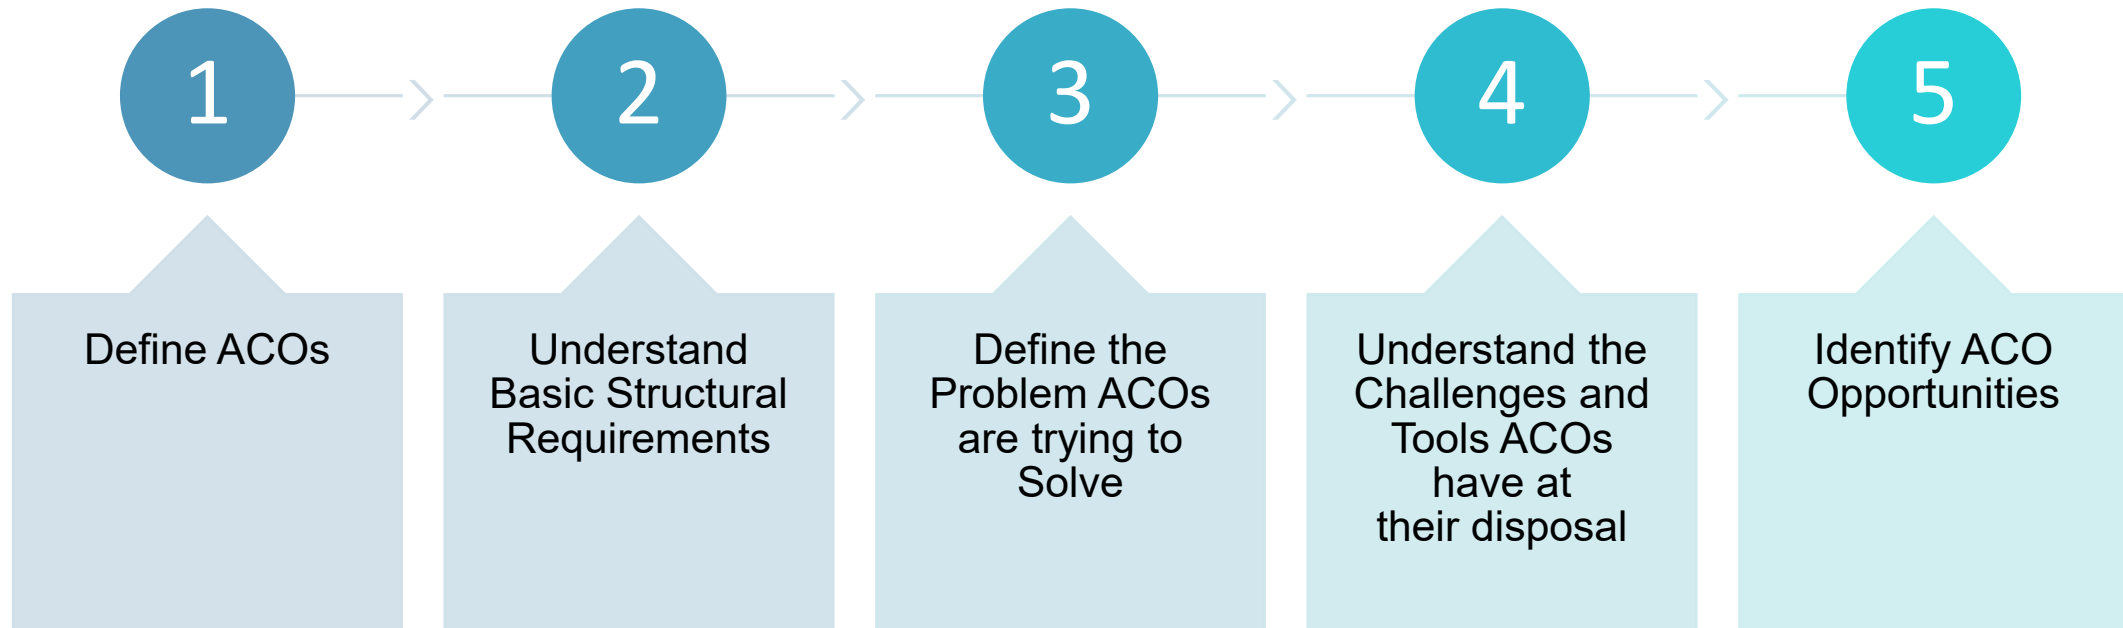 1
2
3
4
5
Define ACOs
Understand
Basic Structural
Requirements
Define the
Problem ACOs
are trying to
Solve
Understand the
Challenges and
Tools ACOs
have at
their disposal
Identify ACO
Opportunities